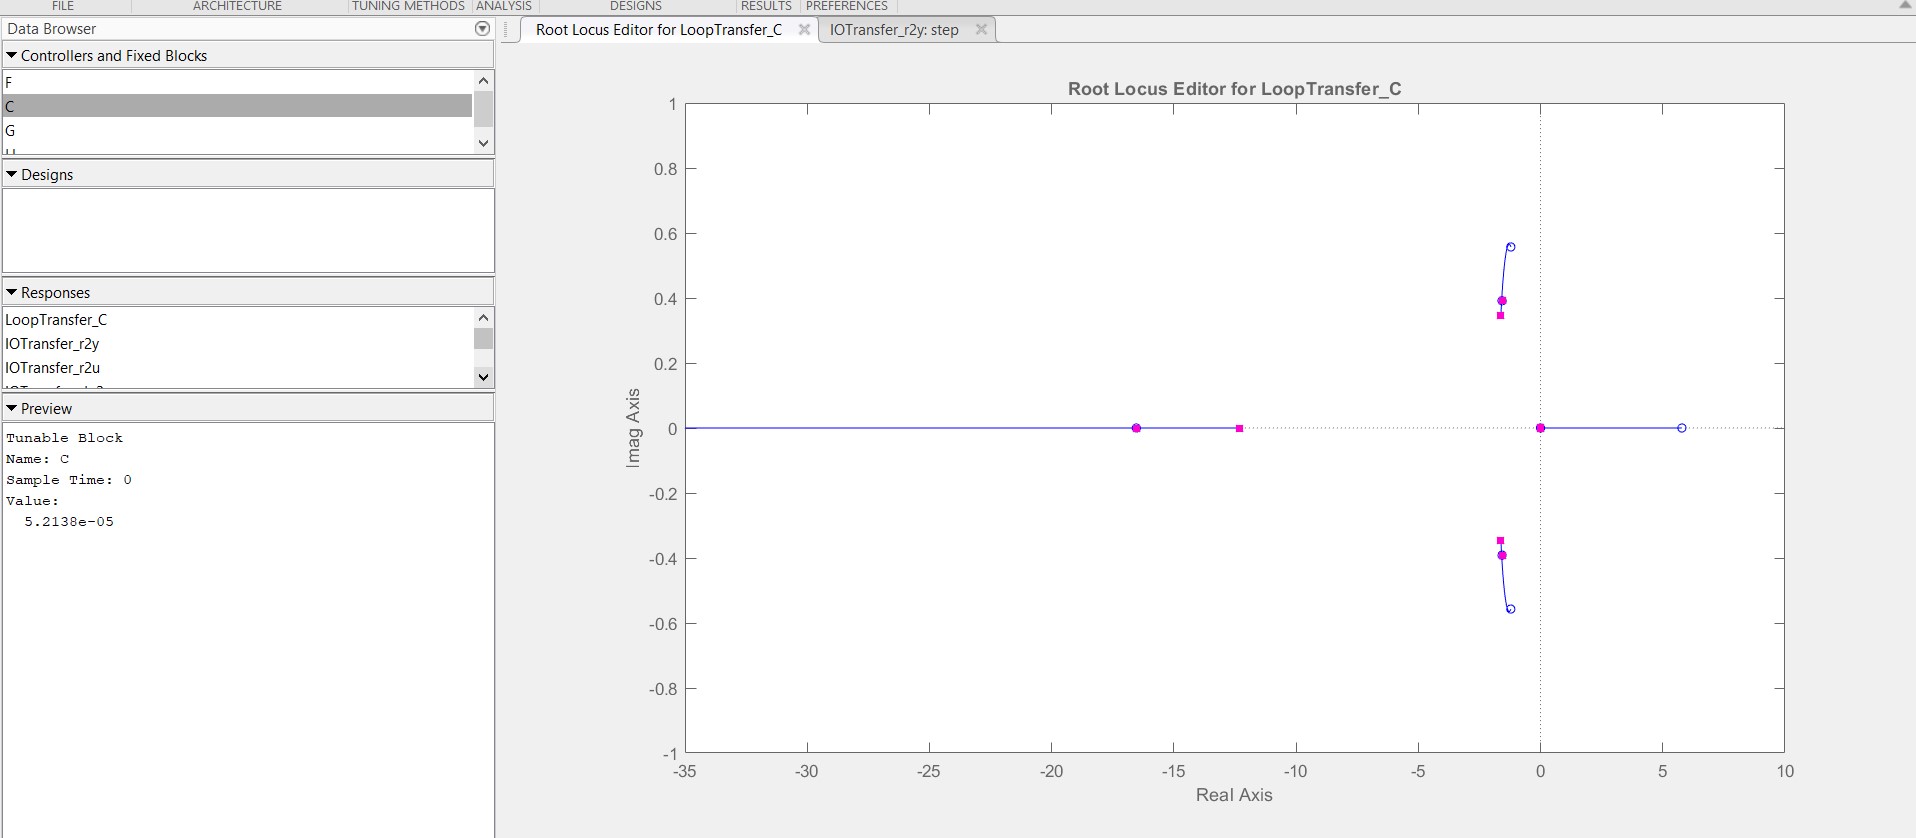 FILE ARCHITECTURE TUNING METHODS ANALYSIS DESIGNS RESULTS PREFERENCES
Data Browser
Controllers and Fixed Blocks
F
C
G
Designs
Responses
LoopTransfer_C
IOTransfer_r2y
IOTransfer_r2u
Preview
Tunable Block
Name: C
Sample Time: 0
Value:
5.2138e-05
Root Locus Editor for LoopTransfer_C
IOTransfer_r2y: step
Root Locus Editor for LoopTransfer_C
1
0.8
0.6
0.4
0.2
0
-0.2
-0.4
-0.6
-0.8
-1
Imag Axis
-35 -30 -25 -20 -15 -10 -5 0 5 10
Real Axis